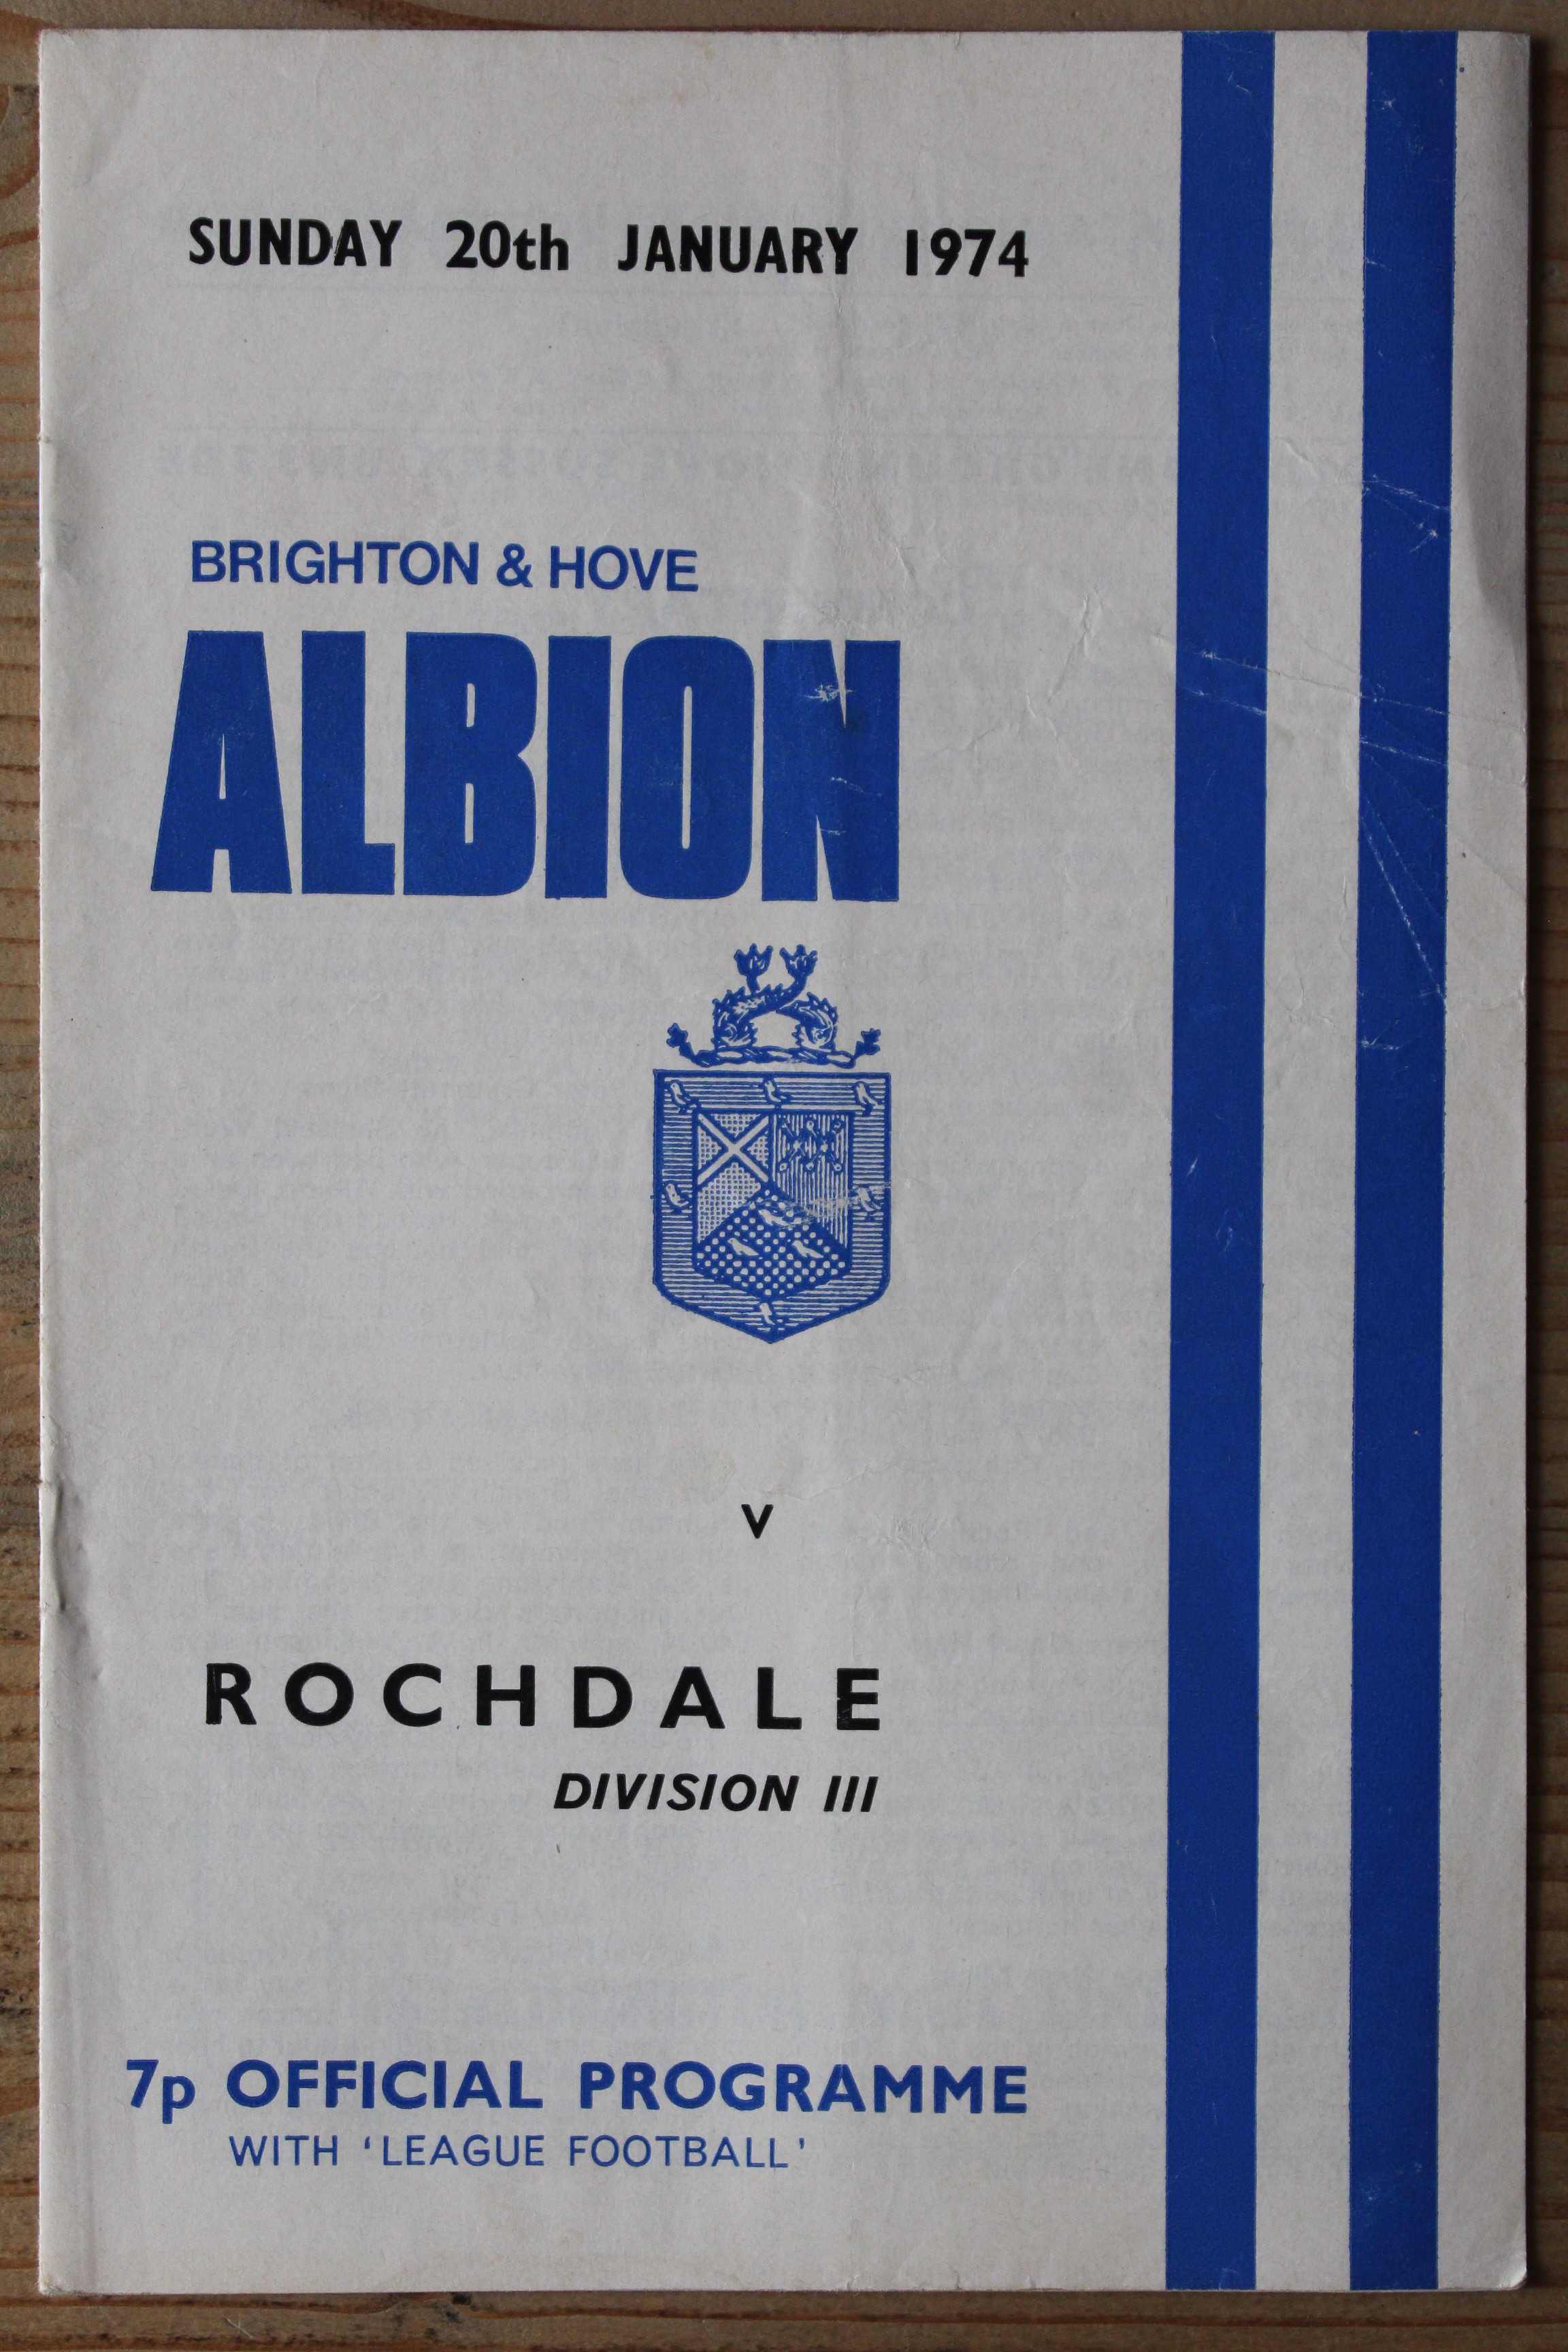 SUNDAY 20th JANUARY 1974
BRIGHTON & HOVE
ALBION
V
ROCHDALE
DIVISION III
7p OFFICIAL PROGRAMME
WITH 'LEAGUE FOOTBALL'